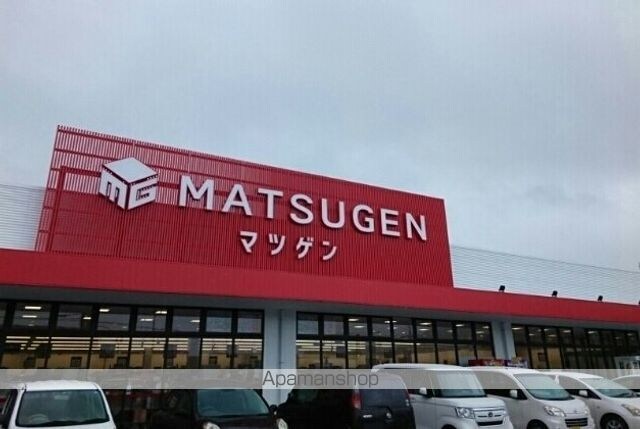 MG MATSUGEN
マツゲン
Apamanshop